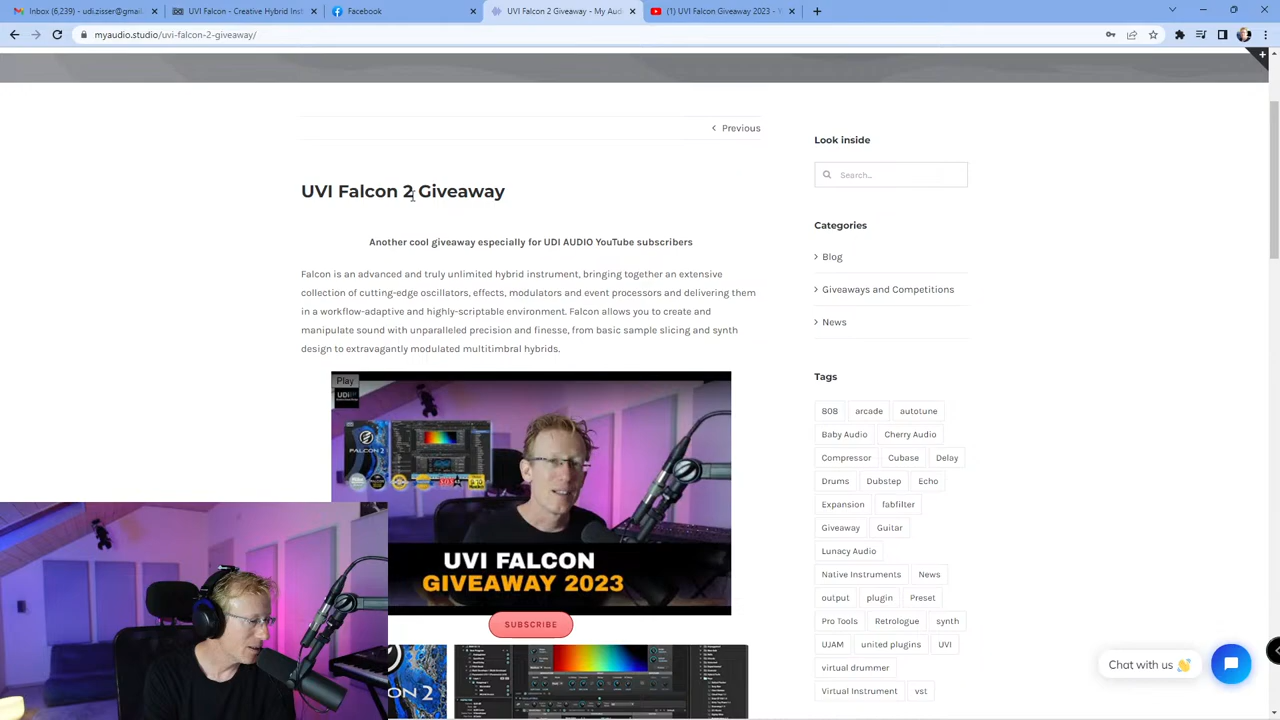 Inbox (6,239) - udizisser@gmail.
UVI Falcon - Creative Hybrid Inst
Facebook
UVI Falcon 2 Giveaway - My Aud
(1) UVI Falcon Giveaway 2023 - Y
myaudio.studio/uvi-falcon-2-giveaway/
Previous
UVI Falcon 2 Giveaway
Another cool giveaway especially for UDI AUDIO YouTube subscribers
Falcon is an advanced and truly unlimited hybrid instrument, bringing together an extensive
collection of cutting-edge oscillators, effects, modulators and event processors and delivering them
in a workflow-adaptive and highly-scriptable environment. Falcon allows you to create and
manipulate sound with unparalleled precision and finesse, from basic sample slicing and synth
design to extravagantly modulated multitimbral hybrids.
Play
UDI
FALCON 2
UVI FALCON
GIVEAWAY 2023
SUBSCRIBE
Look inside
Search...
Categories
Blog
Giveaways and Competitions
News
Tags
808 arcade autotune
Baby Audio Cherry Audio
Compressor Cubase Delay
Drums Dubstep Echo
Expansion fabfilter
Giveaway Guitar
Lunacy Audio
Native Instruments News
output plugin Preset
Pro Tools Retrologue synth
UJAM united plugins UVI
virtual drummer
Virtual Instrument vst
Chat with